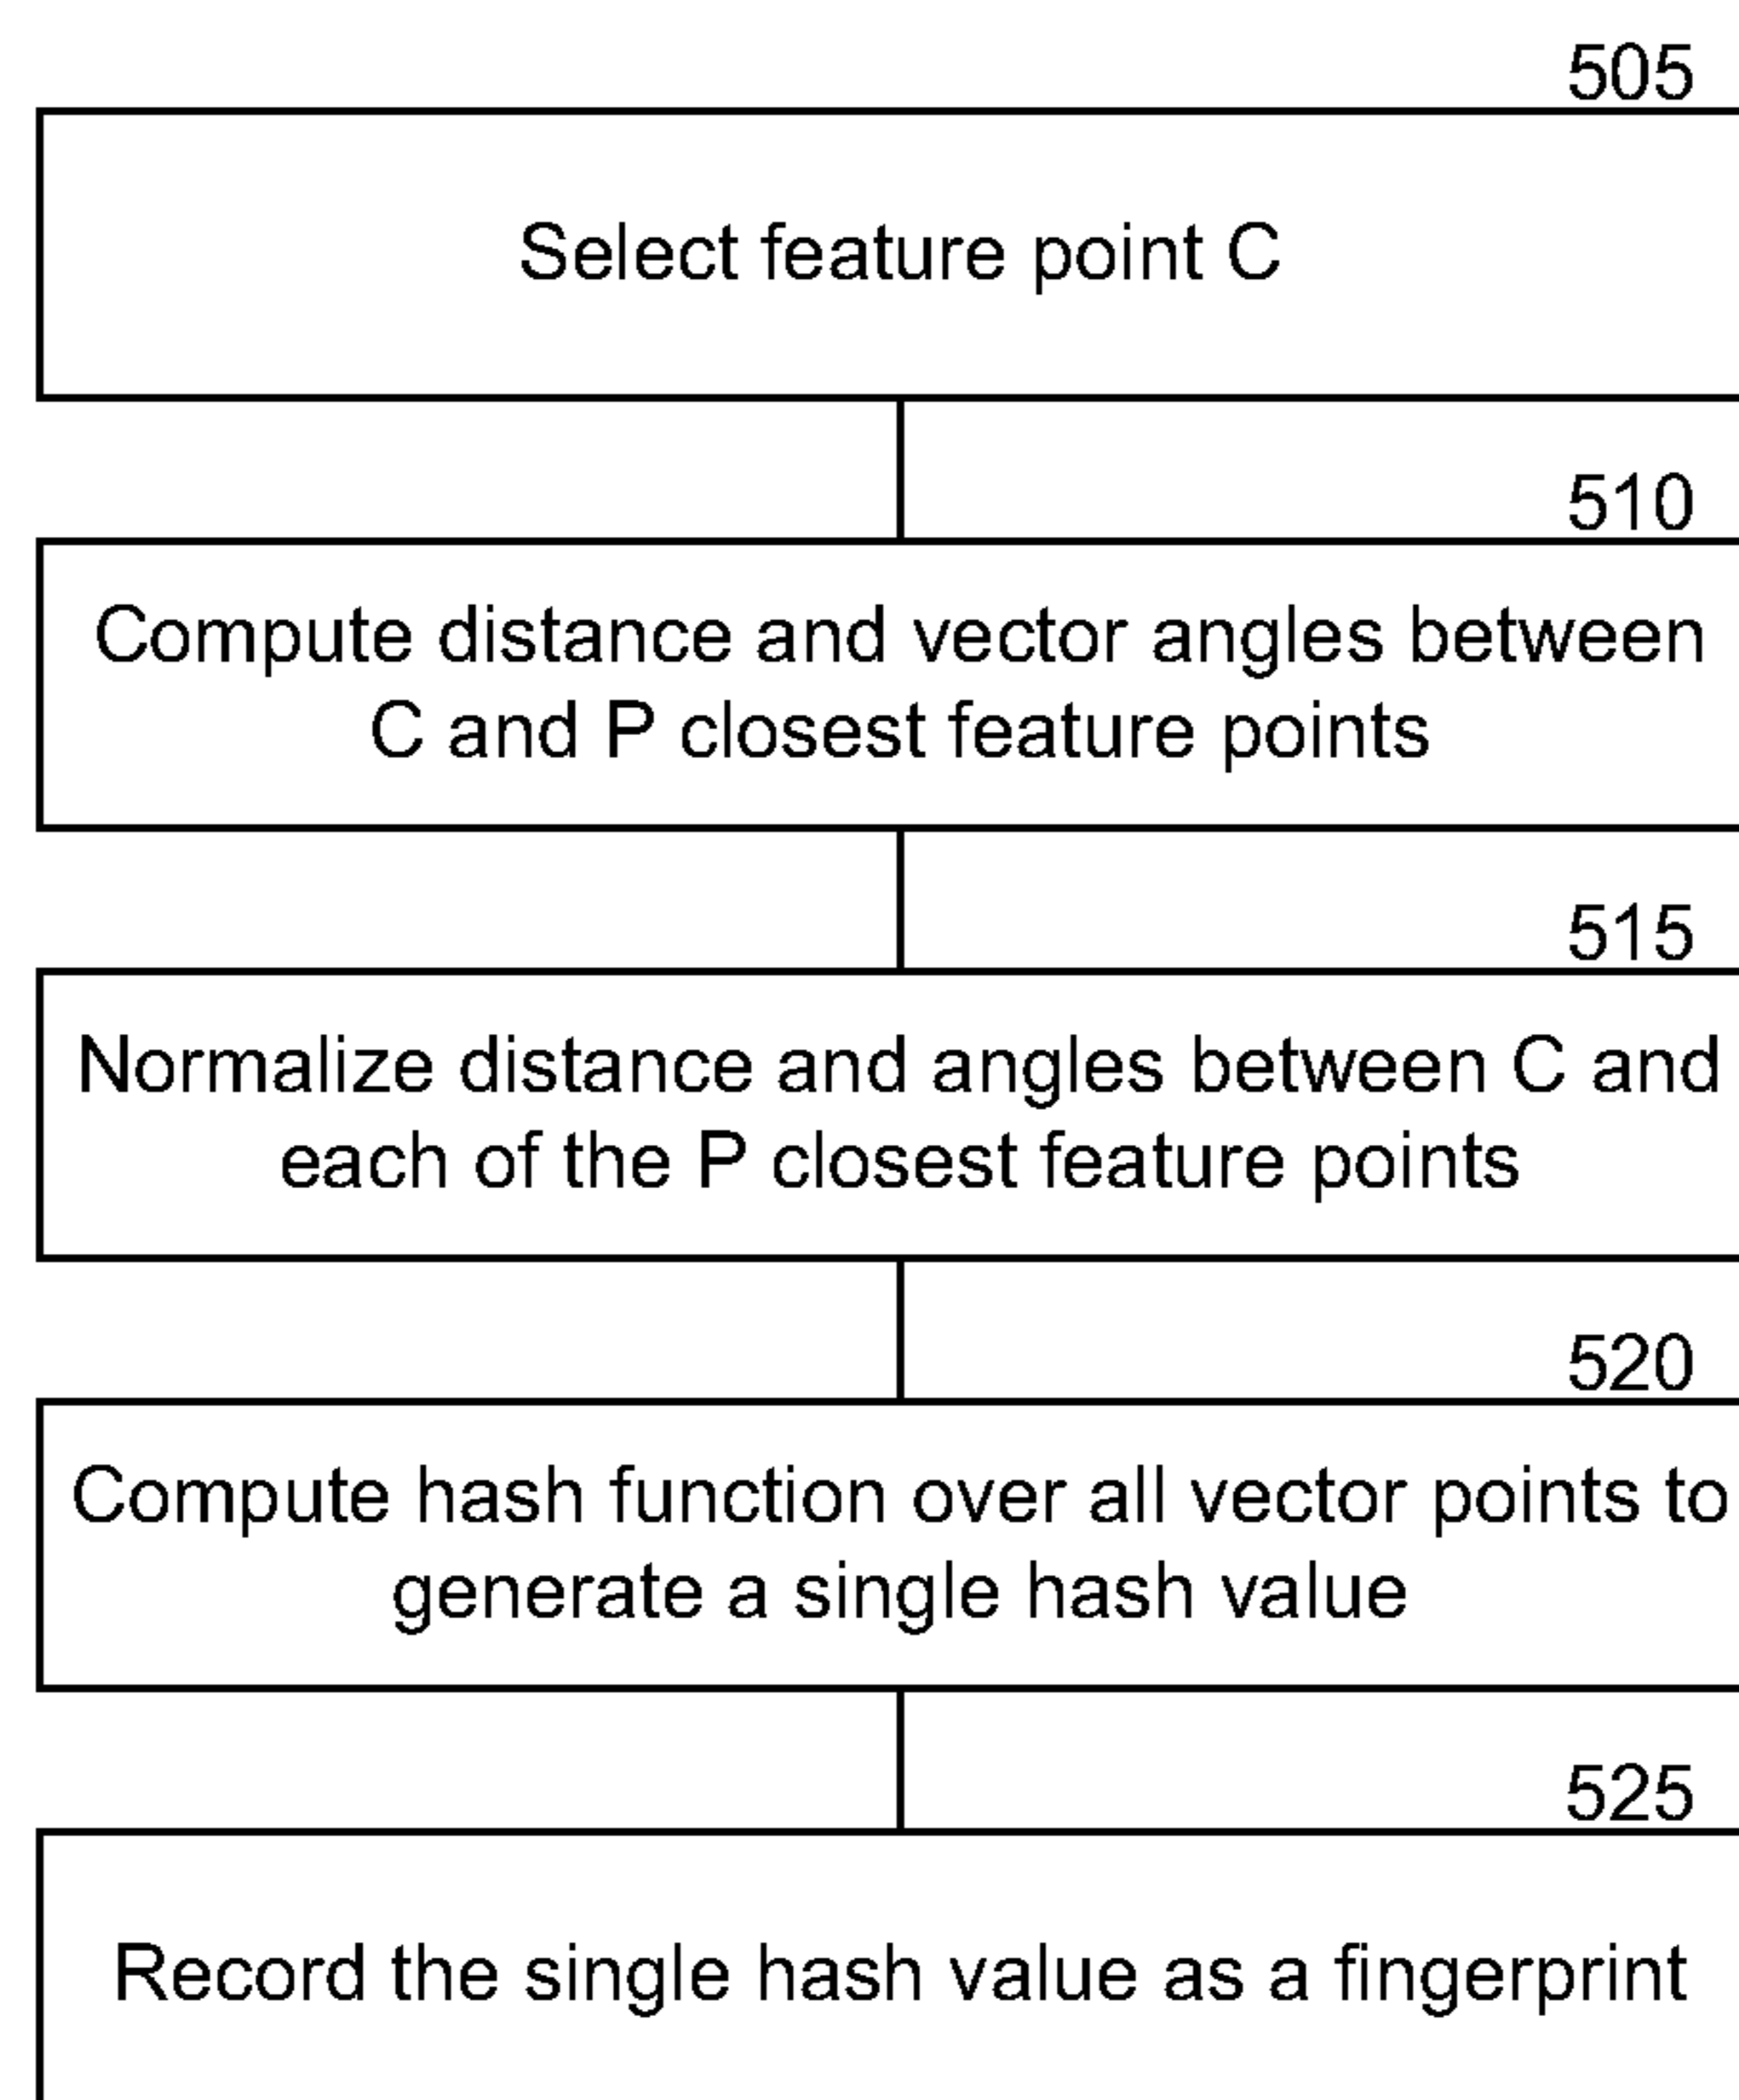 505
Select feature point C
510
Compute distance and vector angles between
C and P closest feature points
515
Normalize distance and angles between C and
each of the P closest feature points
520
Compute hash function over all vector points to
generate a single hash value
525
Record the single hash value as a fingerprint